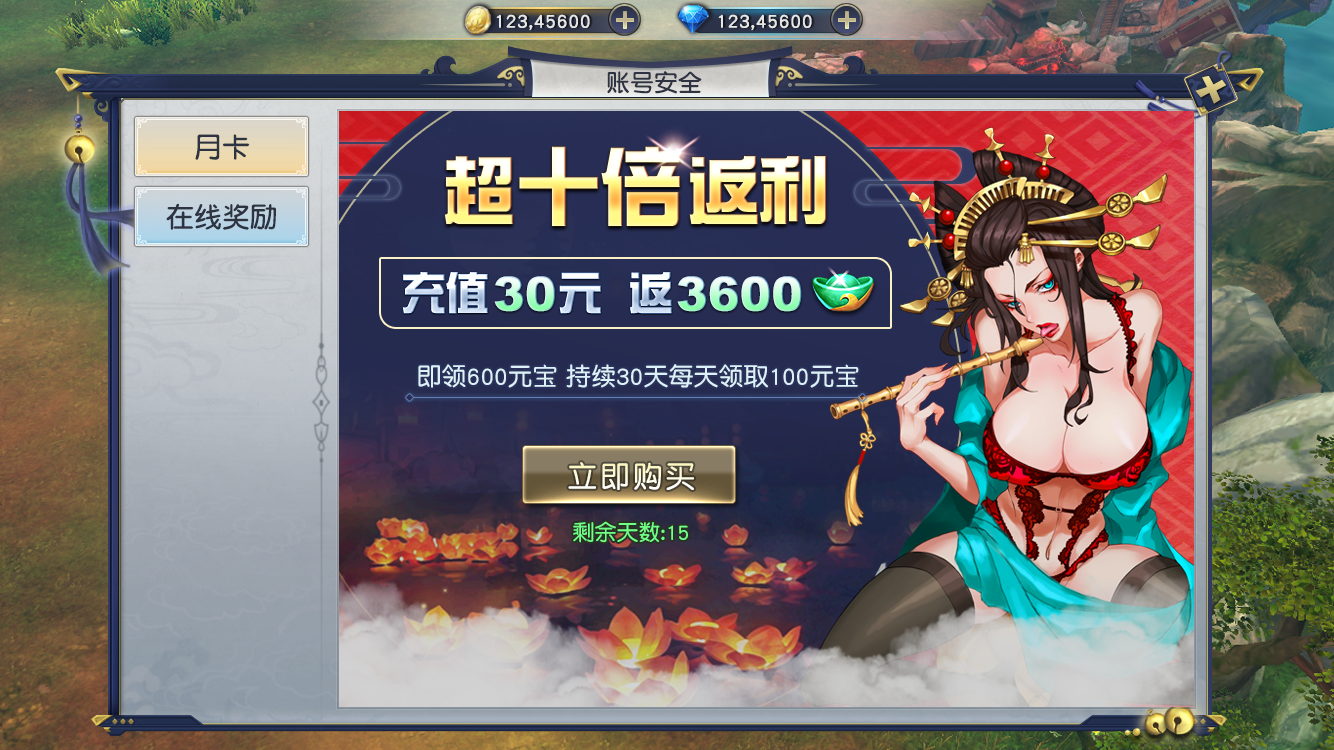 123,45600
123,45600
账号安全
月卡
在线奖励
超十倍返利
充值30元 返3600
即领600元宝 持续30天每天领取100元宝
立即购买
剩余天数:15